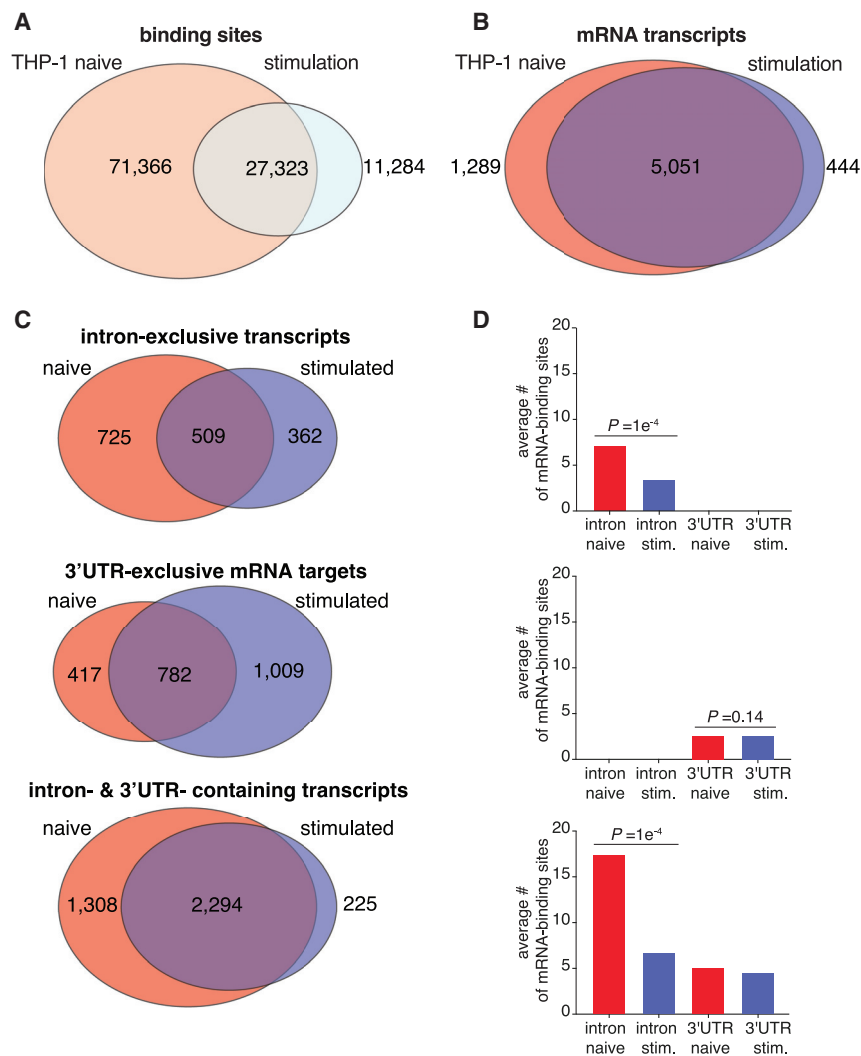 A
binding sites
THP-1 naive
stimulation
71,366
27,323
11,284
B
mRNA transcripts
THP-1 naive
stimulation
1,289
5,051
444
C
intron-exclusive transcripts
naive
stimulated
725
509
362
3'UTR-exclusive mRNA targets
naive
stimulated
417
782
1,009
intron- & 3'UTR- containing transcripts
naive
stimulated
1,308
2,294
225
D
average #
of mRNA-binding sites
20
15
10
5
0
P =1e-4
intron intron 3'UTR 3'UTR
naive stim. naive stim.
average #
of mRNA-binding sites
20
15
10
5
0
P =0.14
intron intron 3'UTR 3'UTR
naive stim. naive stim.
average #
of mRNA-binding sites
20
15
10
5
0
P =1e-4
intron intron 3'UTR 3'UTR
naive stim. naive stim.